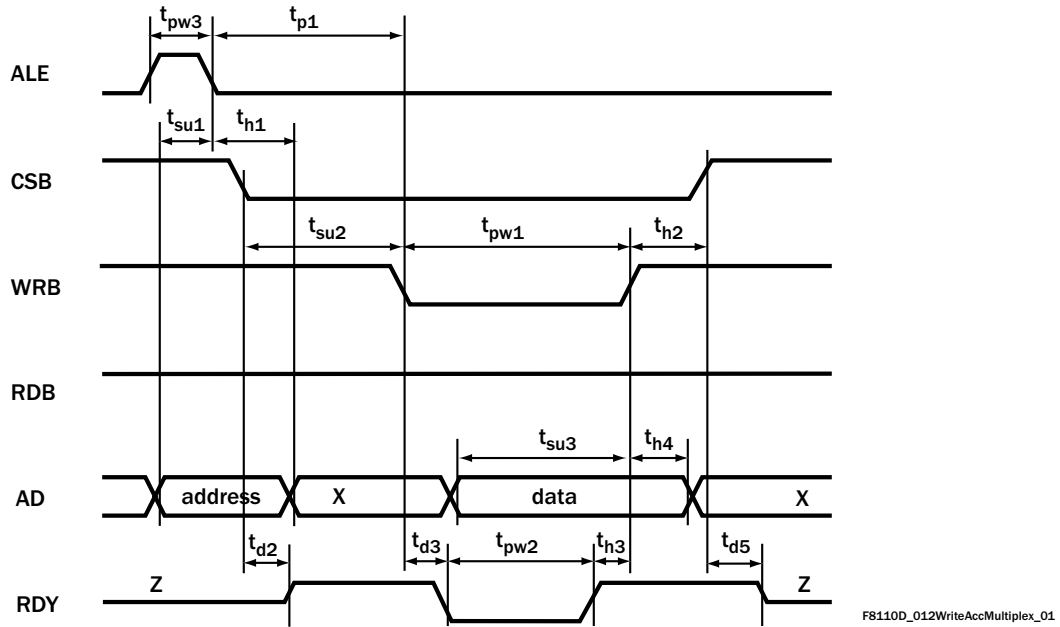 tpw3 tp1
ALE
tsu1 th1
CSB
tsu2 tpw1 th2
WRB
RDB
tsu3 th4
AD address X data X
td2 td3 tpw2 th3 td5
Z Z
RDY
F8110D_012WriteAccMultiplex_01